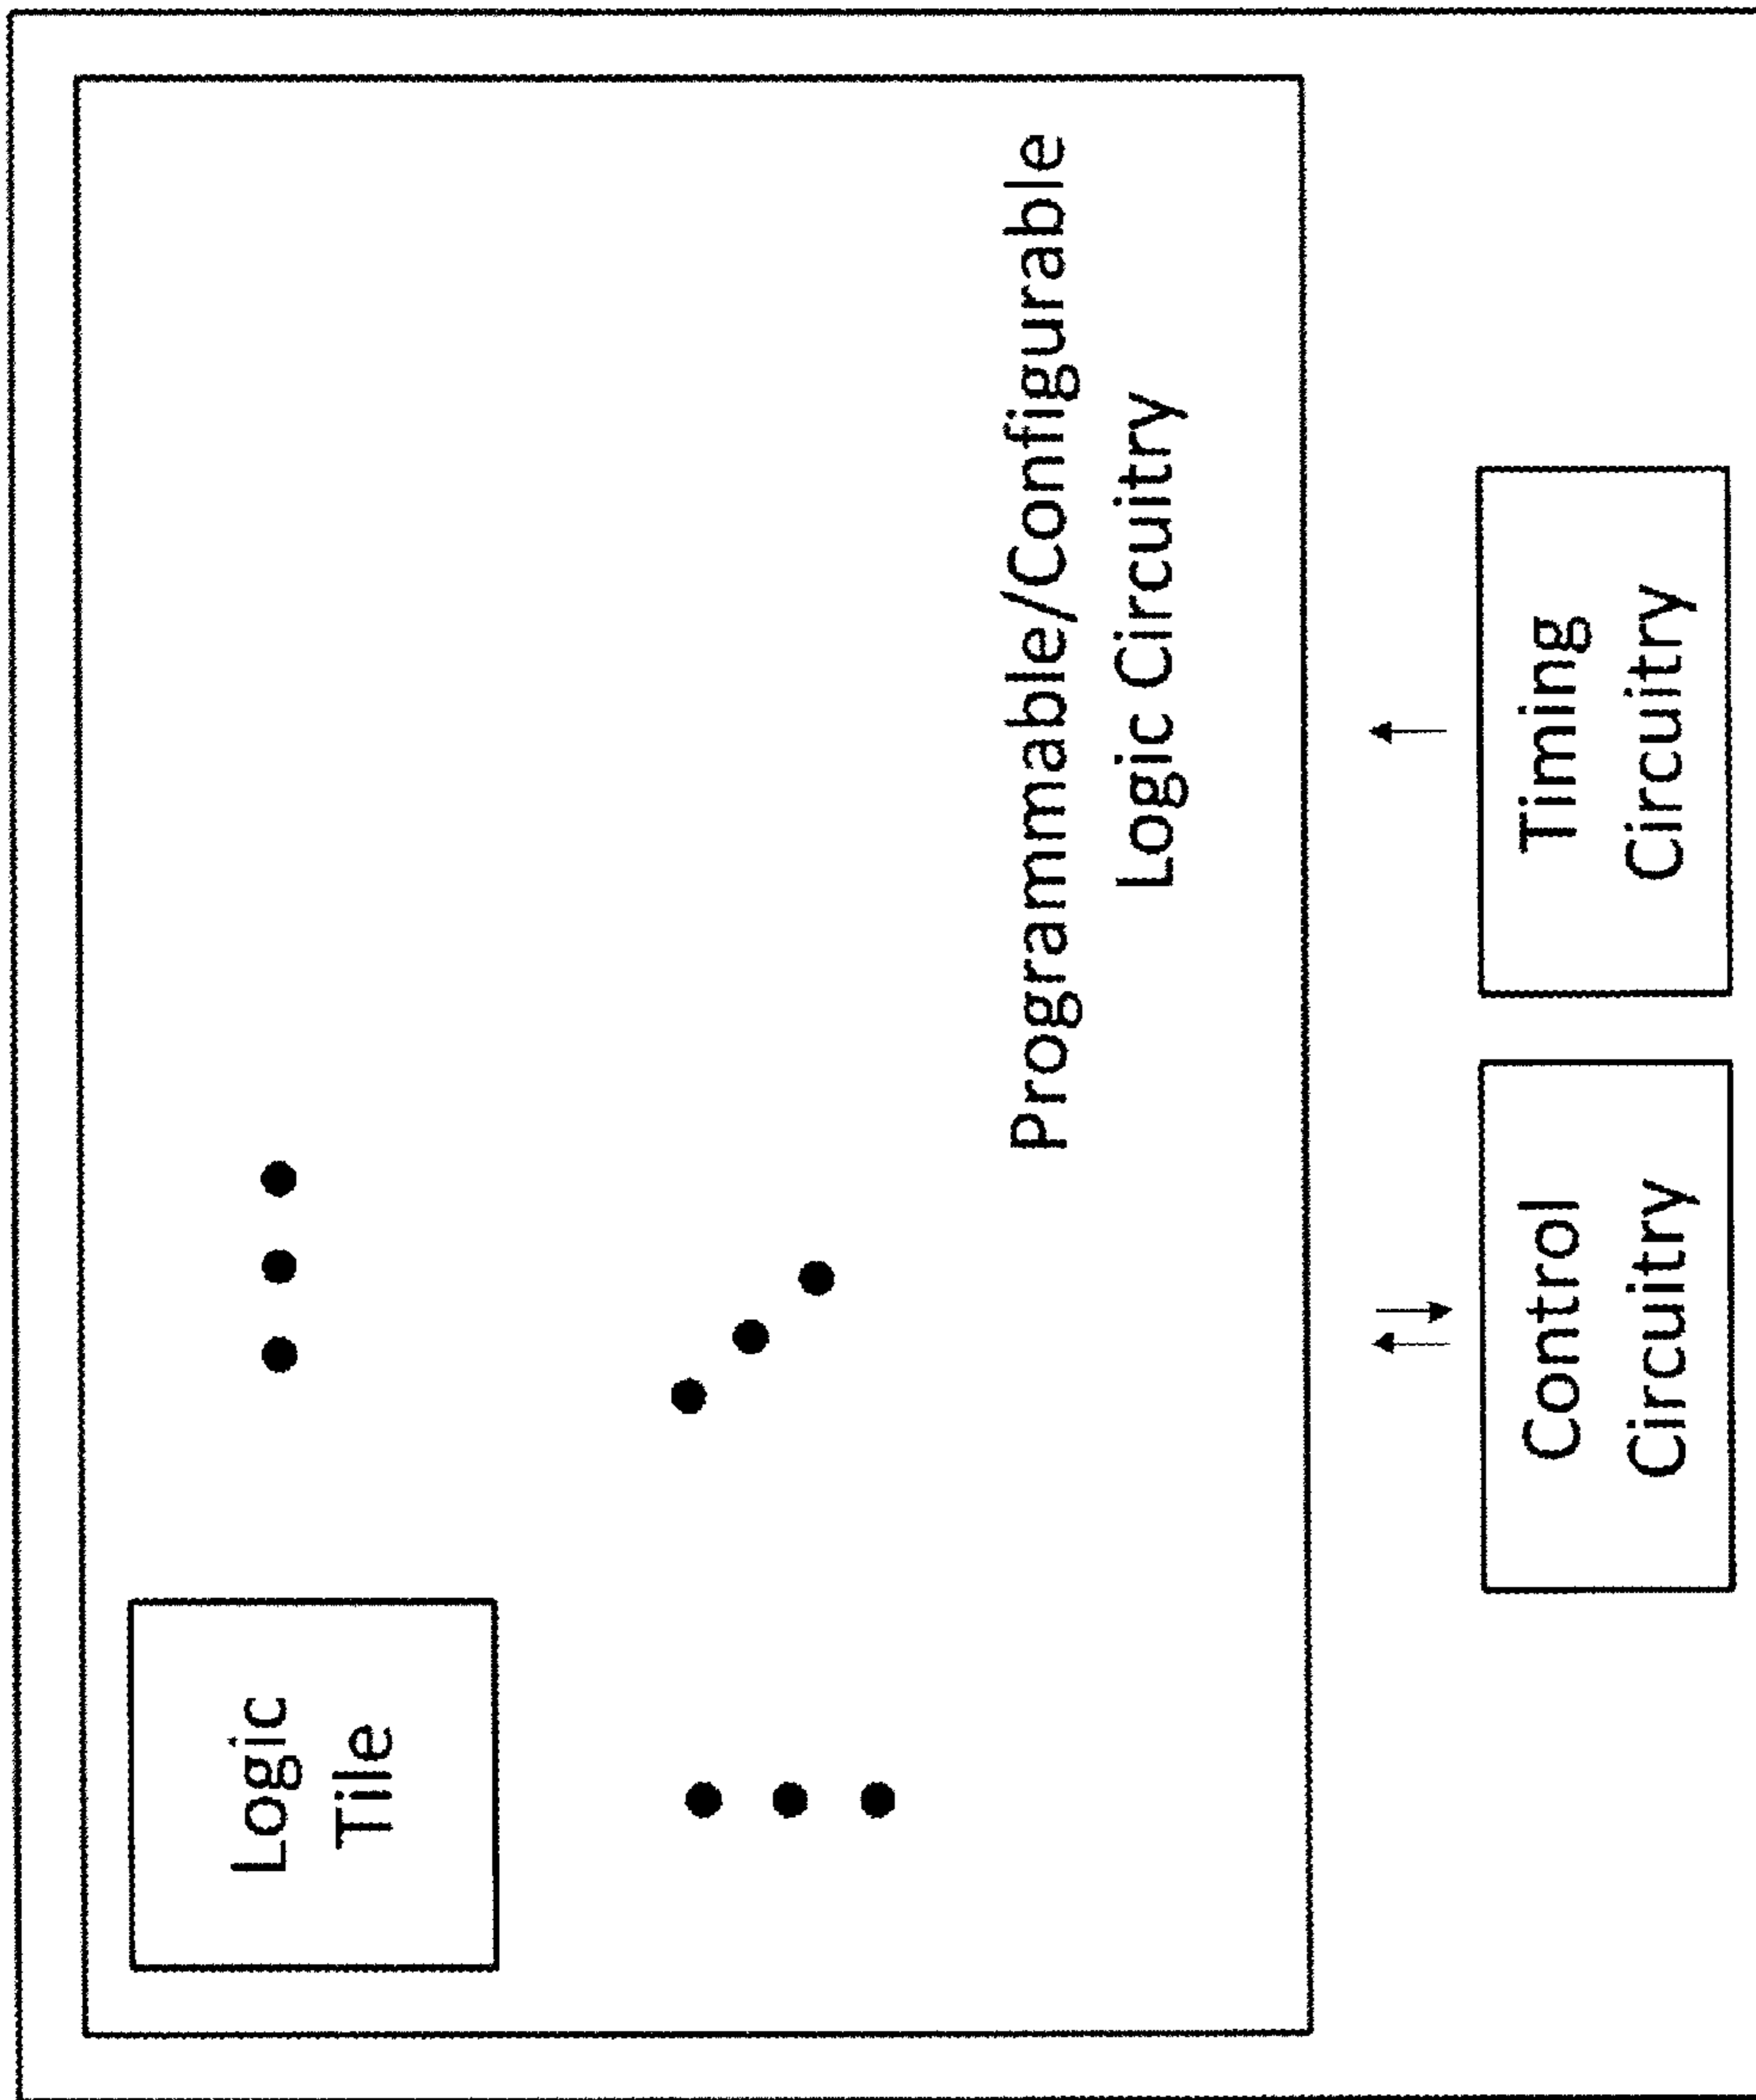 Logic
Tile
Programmable/Configurable
Logic Circuitry
Control
Circuitry
Timing
Circuitry